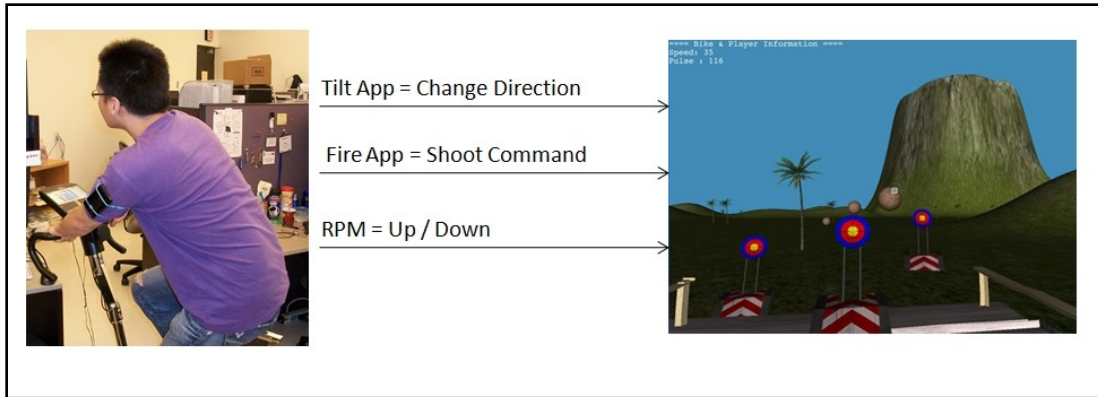 Tilt App = Change Direction
Fire App = Shoot Command
RPM = Up / Down
==== Bike & Player Information ====
Speed: 35
Pulse : 116